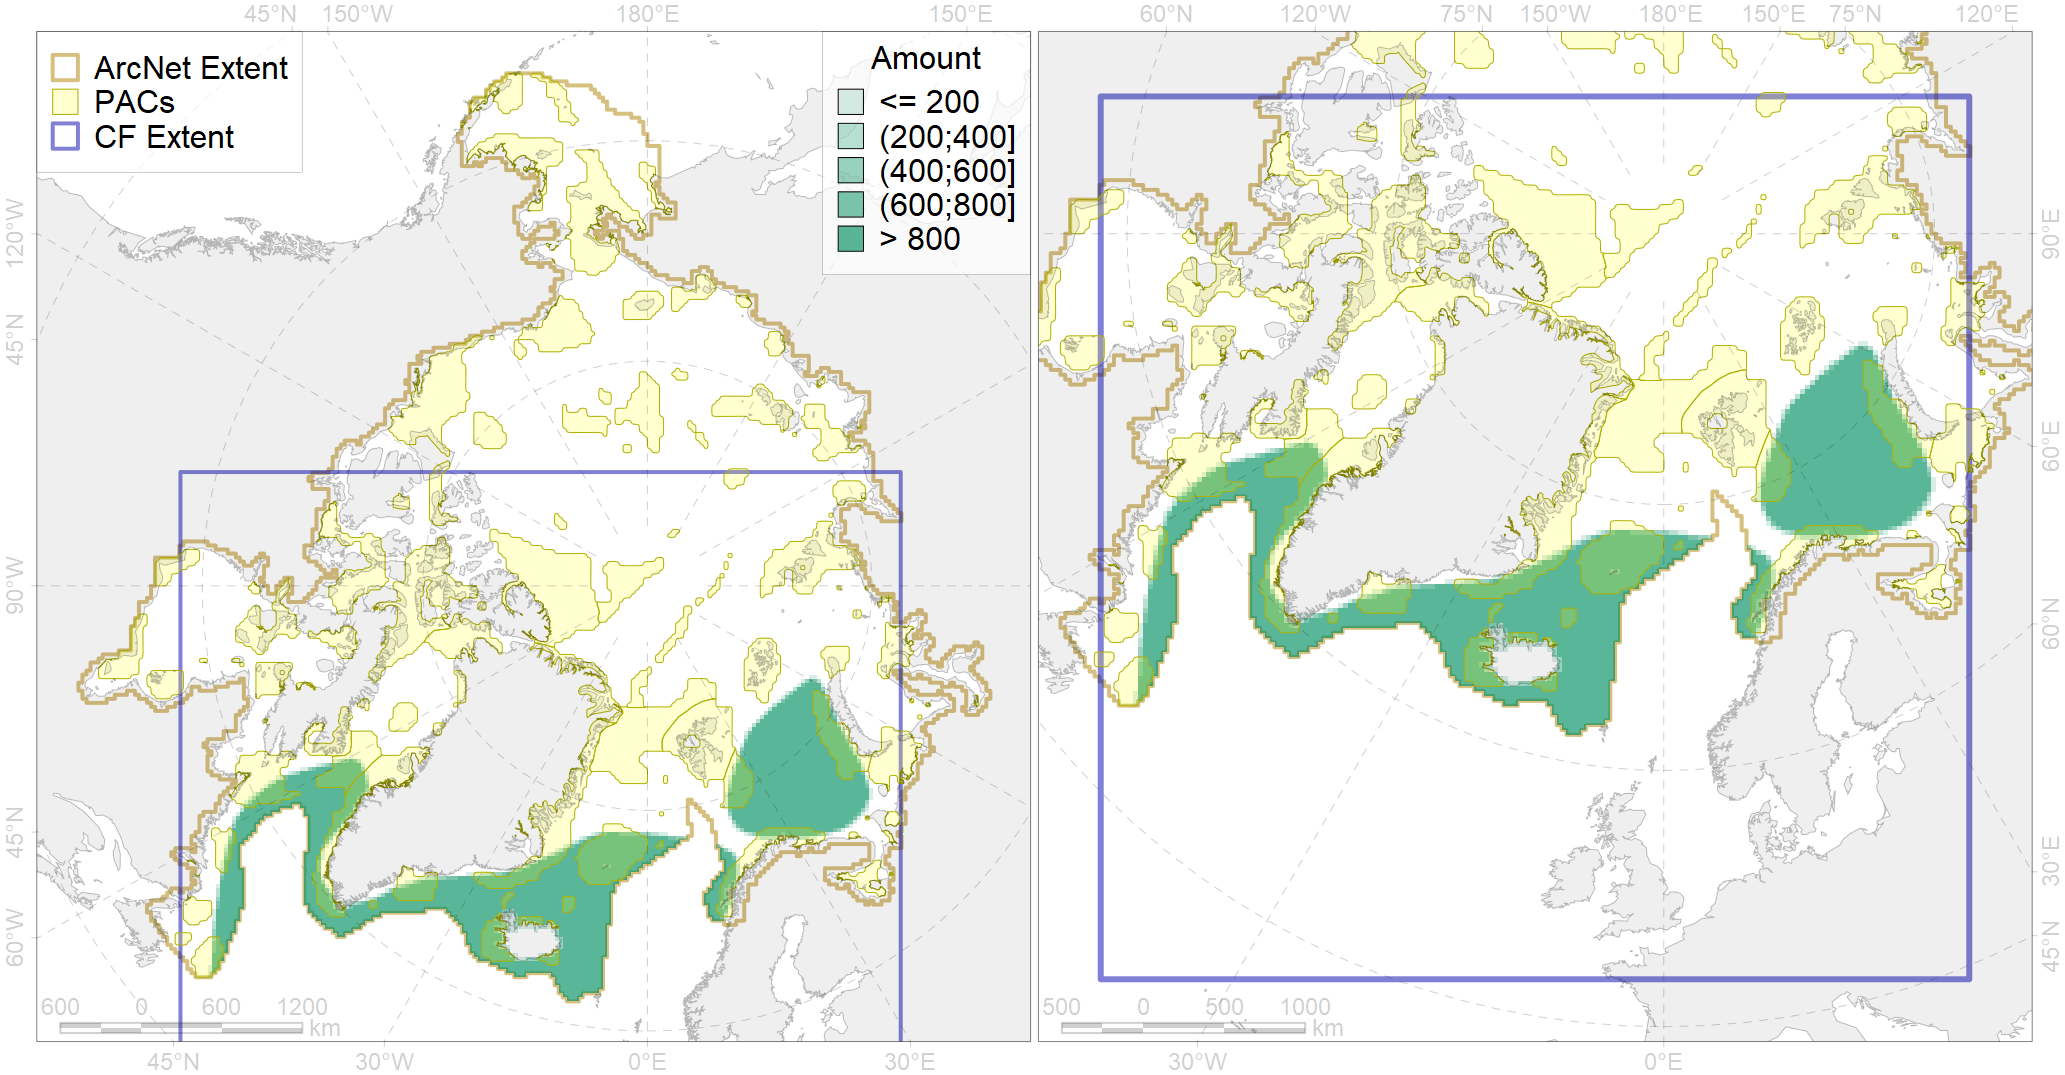 45°N 150°W 180°E 150°E
60°N 120°W 75°N 150°W 180°E 150°E 75°N 120°E
ArcNet Extent
PACs
CF Extent
Amount
<= 200
(200;400]
(400;600]
(600;800]
> 800
120°W
45°N
90°W
45°N
60°W
90°E
60°E
60°N
30°E
45°N
600 0 600 1200
km
500 0 500 1000
km
45°N 30°W 0°E 30°E
30°W 0°E